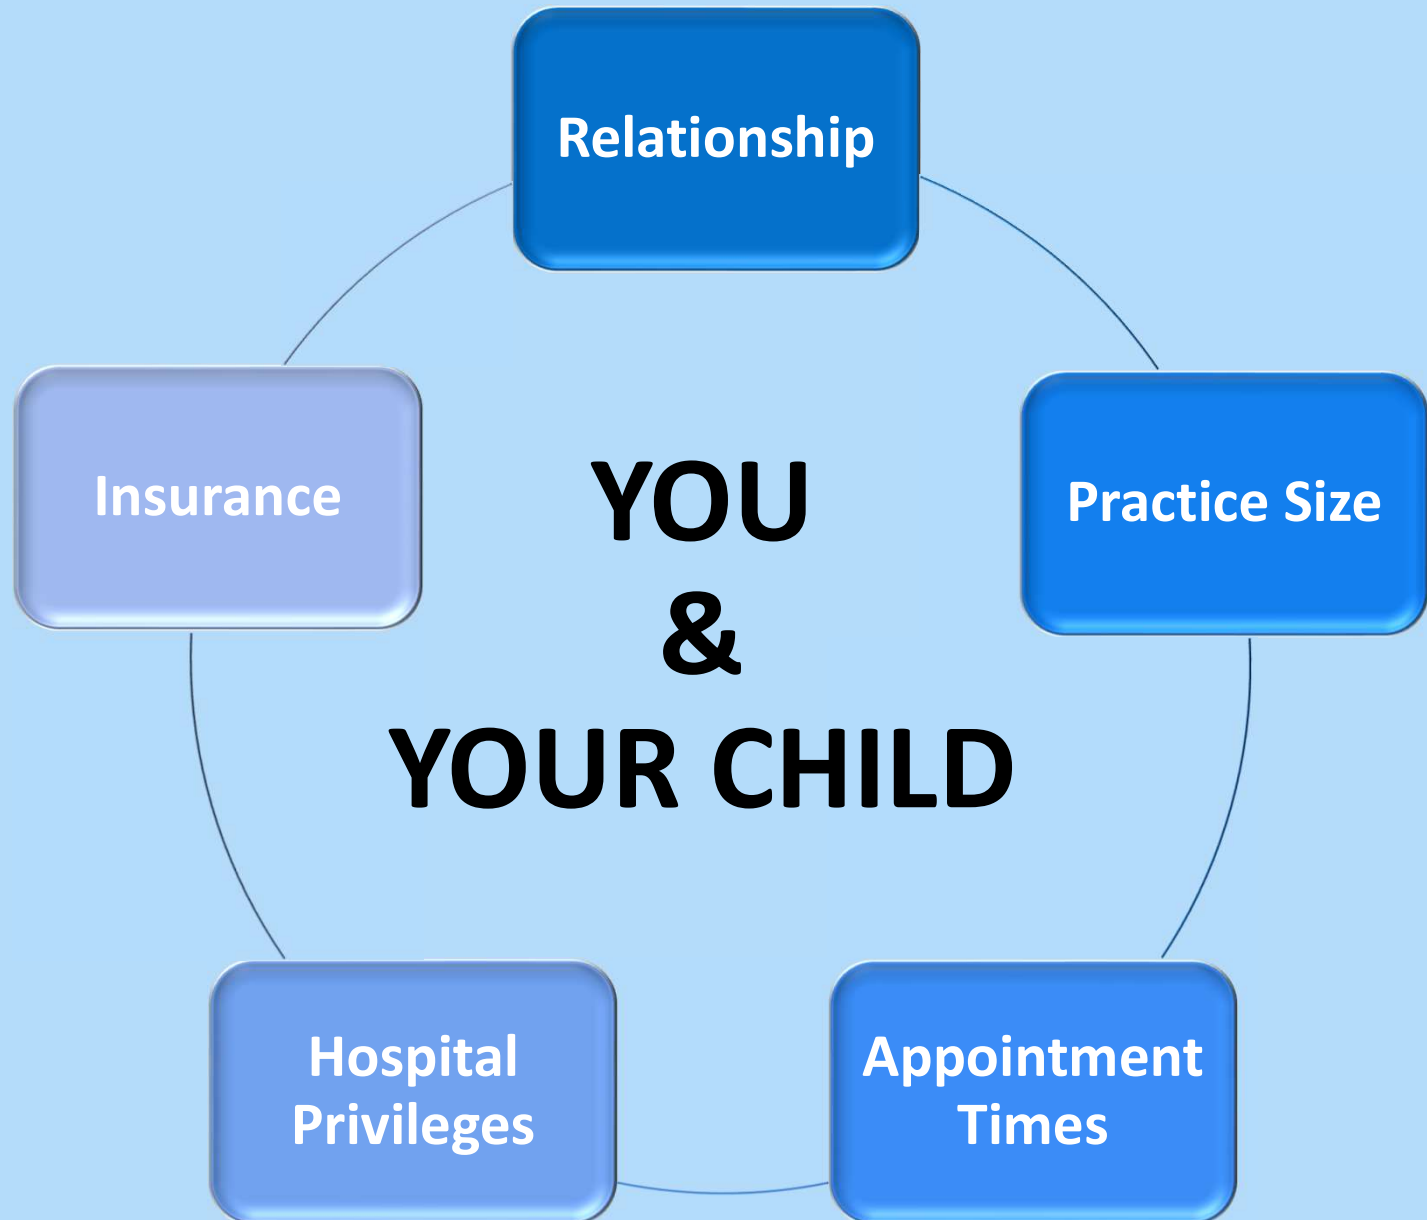 Relationship
Insurance
Practice Size
YOU
&
YOUR CHILD
Hospital
Privileges
Appointment
Times